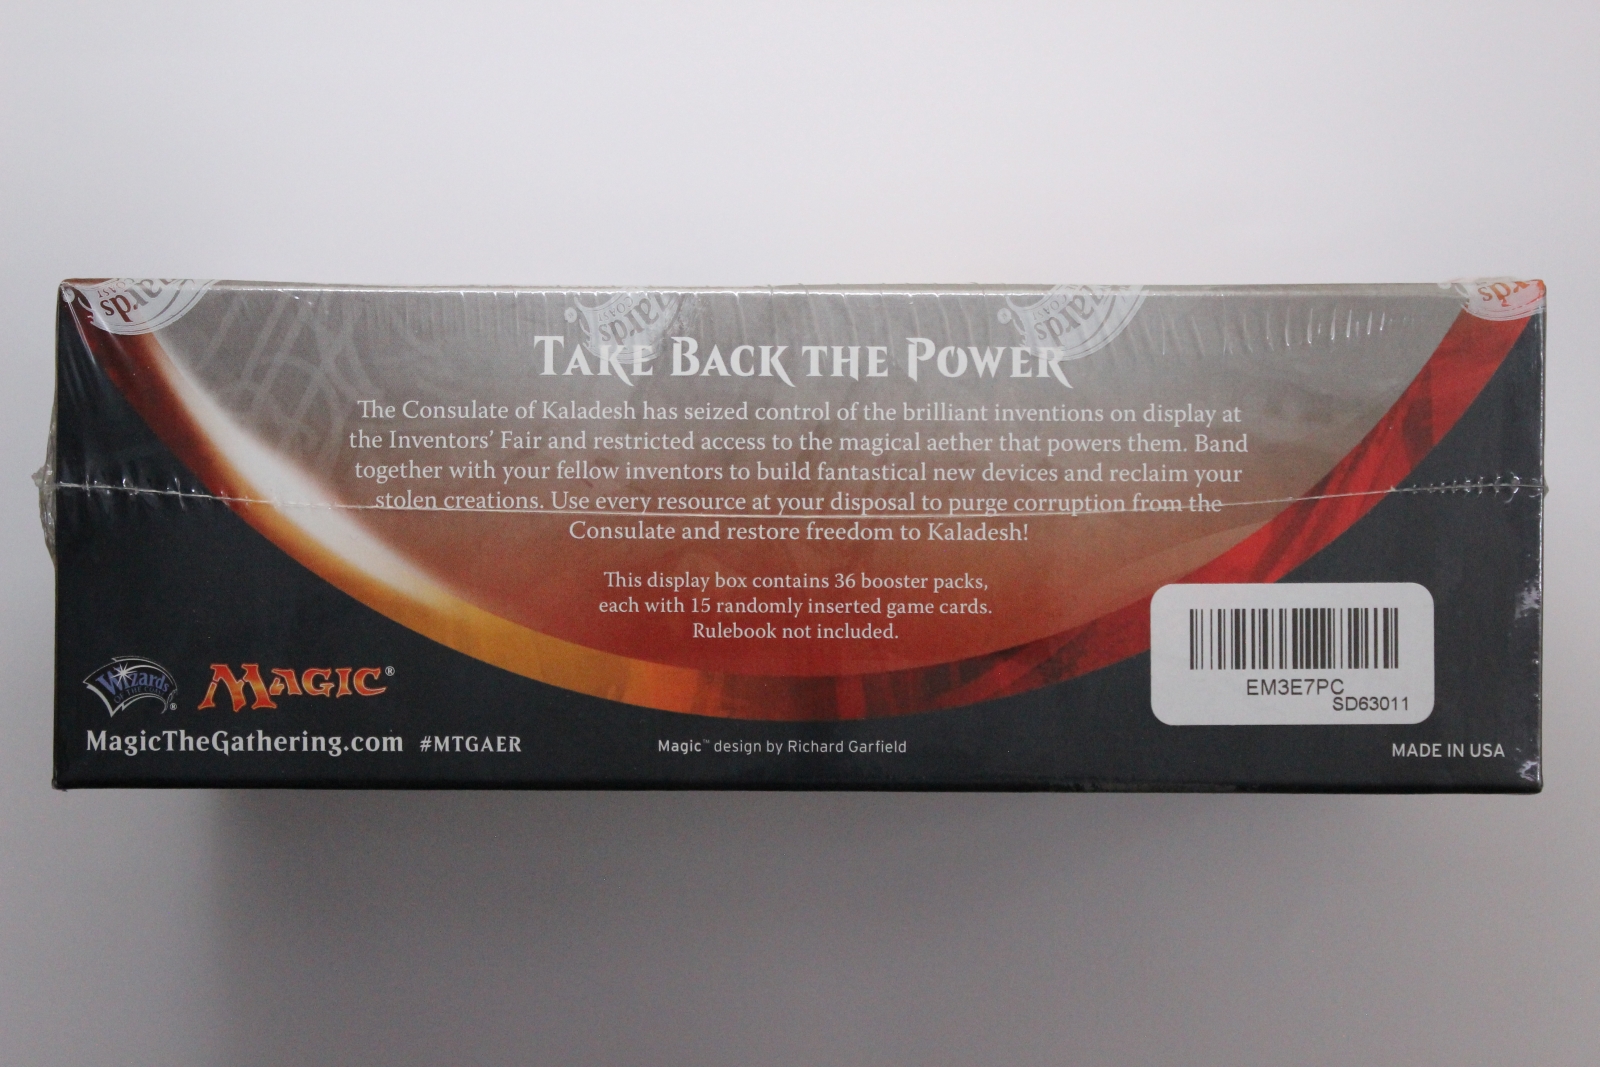 Take Back the Power
The Consulate of Kaladesh has seized control of the brilliant inventions on display at
the Inventors' Fair and restricted access to the magical aether that powers them. Band
together with your fellow inventors to build fantastical new devices and reclaim your
stolen creations. Use every resource at your disposal to purge corruption from the
Consulate and restore freedom to Kaladesh!
This display box contains 36 booster packs,
each with 15 randomly inserted game cards.
Rulebook not included.
EM3E7PC
SD63011
Wizards OF THE COAST®
MAGIC®
MagicTheGathering.com #MTGAER
Magic™ design by Richard Garfield
MADE IN USA